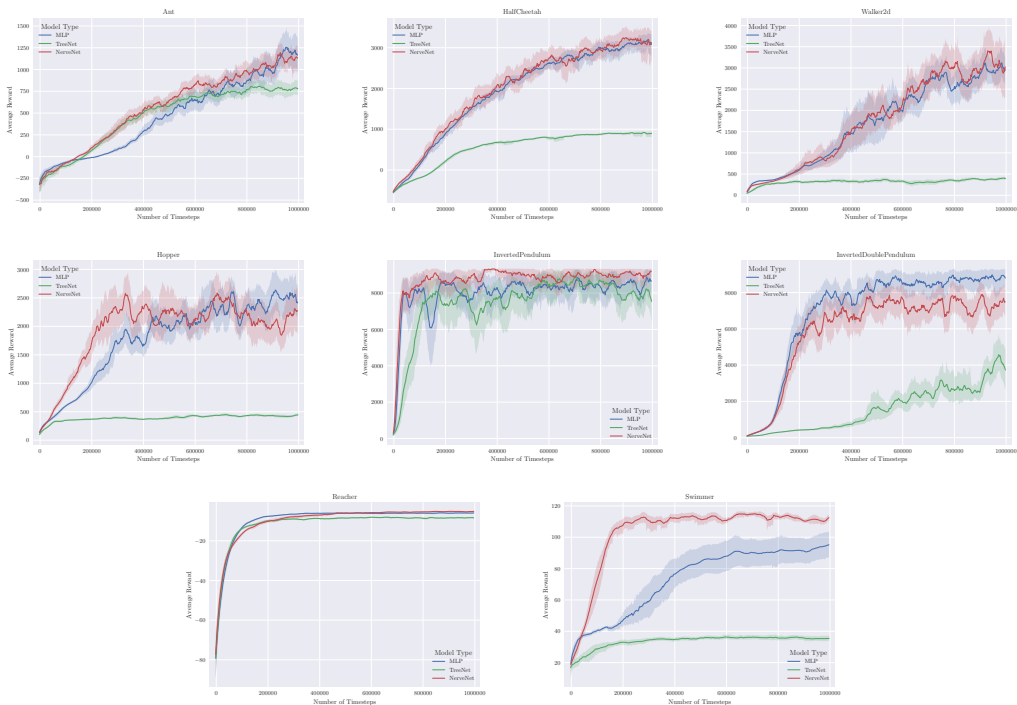 Ant
Average Reward
1500
1250
1000
750
500
250
0
−250
−500
Model Type
MLP
TreeNet
NerveNet
0 200000 400000 600000 800000 1000000
Number of Timesteps
HalfCheetah
Average Reward
3000
2000
1000
0
Model Type
MLP
TreeNet
NerveNet
0 200000 400000 600000 800000 1000000
Number of Timesteps
Walker2d
Average Reward
4000
3500
3000
2500
2000
1500
1000
500
0
Model Type
MLP
TreeNet
NerveNet
0 200000 400000 600000 800000 1000000
Number of Timesteps
Hopper
Average Reward
3000
2500
2000
1500
1000
500
0
Model Type
MLP
TreeNet
NerveNet
0 200000 400000 600000 800000 1000000
Number of Timesteps
InvertedPendulum
Average Reward
8000
6000
4000
2000
0
Model Type
MLP
TreeNet
NerveNet
0 200000 400000 600000 800000 1000000
Number of Timesteps
InvertedDoublePendulum
Average Reward
8000
6000
4000
2000
0
Model Type
MLP
TreeNet
NerveNet
0 200000 400000 600000 800000 1000000
Number of Timesteps
Reacher
Average Reward
−20
−40
−60
−80
Model Type
MLP
TreeNet
NerveNet
0 200000 400000 600000 800000 1000000
Number of Timesteps
Swimmer
Average Reward
120
100
80
60
40
20
Model Type
MLP
TreeNet
NerveNet
0 200000 400000 600000 800000 1000000
Number of Timesteps